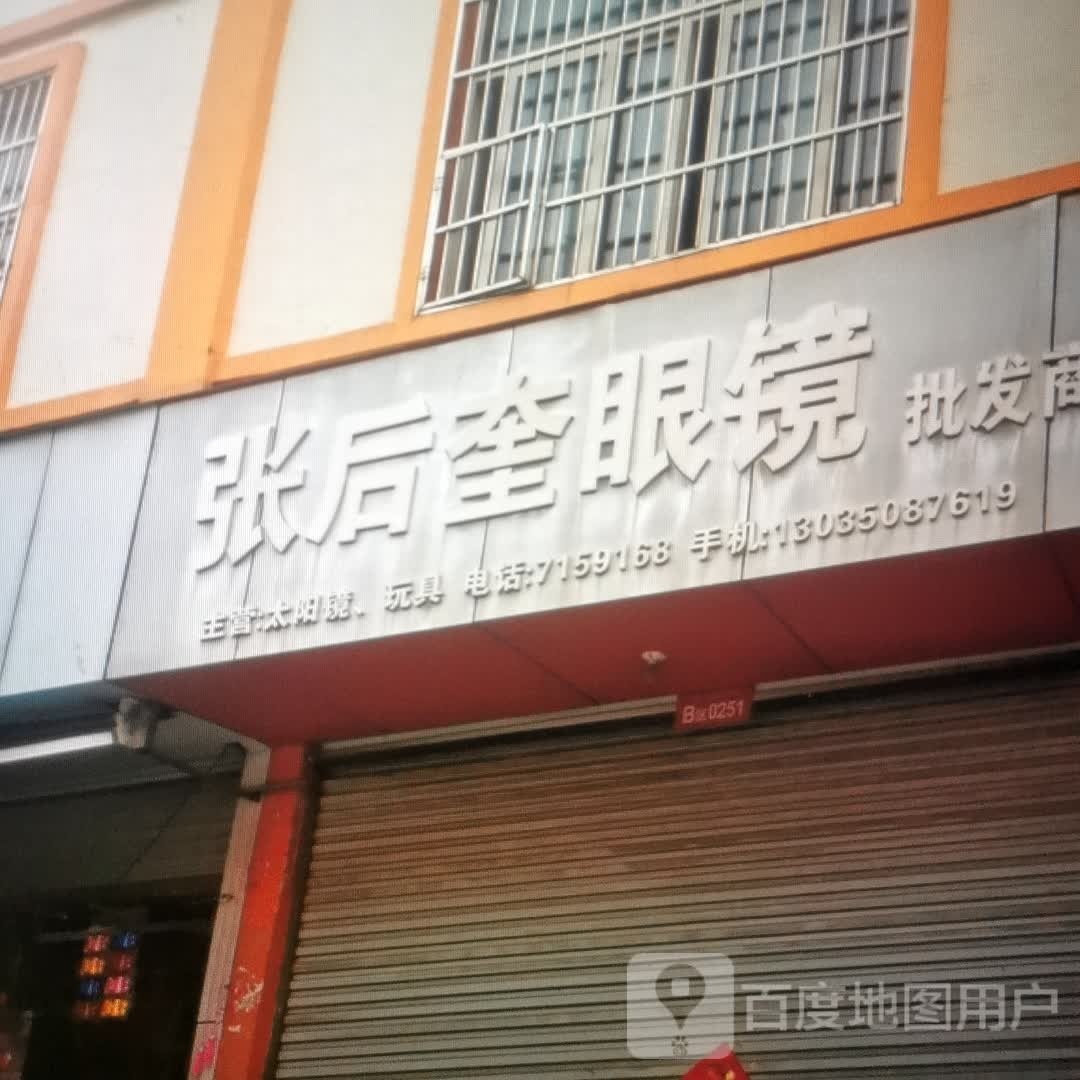 张后奎眼镜 批发商
主营:太阳镜、玩具 电话:7159168 手机:13035087619
B区0251
百度地图用户